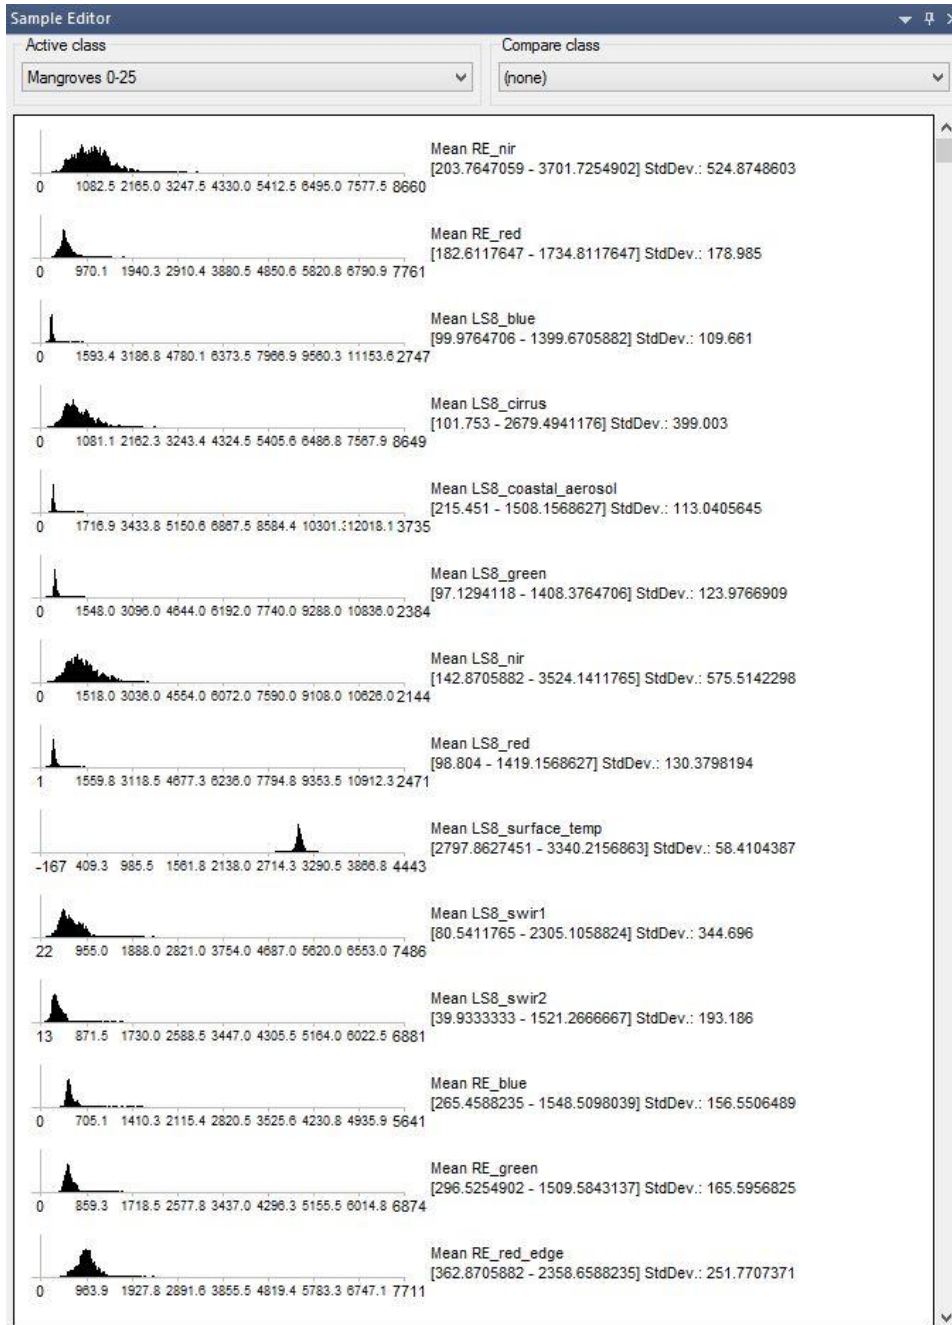 Sample Editor
Active class
Compare class
Mangroves 0-25
(none)
Mean RE_nir
[203.7647059 - 3701.7254902] StdDev.: 524.8748603
0 1082.5 2165.0 3247.5 4330.0 5412.5 6495.0 7577.5 8660
Mean RE_red
[182.6117647 - 1734.8117647] StdDev.: 178.985
0 970.1 1940.3 2910.4 3880.5 4850.6 5820.8 6790.9 7761
Mean LS8_blue
[99.9764706 - 1399.6705882] StdDev.: 109.661
0 1593.4 3186.8 4780.1 6373.5 7966.9 9560.3 11153.6 2747
Mean LS8_cirrus
[101.753 - 2679.4941176] StdDev.: 399.003
0 1081.1 2162.3 3243.4 4324.5 5405.6 6486.8 7567.9 8649
Mean LS8_coastal_aerosol
[215.451 - 1508.1568627] StdDev.: 113.0405645
0 1716.9 3433.8 5150.6 6867.5 8584.4 10301.3 12018.1 3735
Mean LS8_green
[97.1294118 - 1408.3764706] StdDev.: 123.9766909
0 1548.0 3096.0 4644.0 6192.0 7740.0 9288.0 10836.0 2384
Mean LS8_nir
[142.8705882 - 3524.1411765] StdDev.: 575.5142298
0 1518.0 3036.0 4554.0 6072.0 7590.0 9108.0 10626.0 2144
Mean LS8_red
[98.804 - 1419.1568627] StdDev.: 130.3798194
1 1559.8 3118.5 4677.3 6236.0 7794.8 9353.5 10912.3 2471
Mean LS8_surface_temp
[2797.8627451 - 3340.2156863] StdDev.: 58.4104387
-167 409.3 985.5 1561.8 2138.0 2714.3 3290.5 3866.8 4443
Mean LS8_swir1
[80.5411765 - 2305.1058824] StdDev.: 344.696
22 955.0 1888.0 2821.0 3754.0 4687.0 5620.0 6553.0 7486
Mean LS8_swir2
[39.9333333 - 1521.2666667] StdDev.: 193.186
13 871.5 1730.0 2588.5 3447.0 4305.5 5164.0 6022.5 6881
Mean RE_blue
[265.4588235 - 1548.5098039] StdDev.: 156.5506489
0 705.1 1410.3 2115.4 2820.5 3525.6 4230.8 4935.9 5641
Mean RE_green
[296.5254902 - 1509.5843137] StdDev.: 165.5956825
0 859.3 1718.5 2577.8 3437.0 4296.3 5155.5 6014.8 6874
Mean RE_red_edge
[362.8705882 - 2358.6588235] StdDev.: 251.7707371
0 963.9 1927.8 2891.6 3855.5 4819.4 5783.3 6747.1 7711